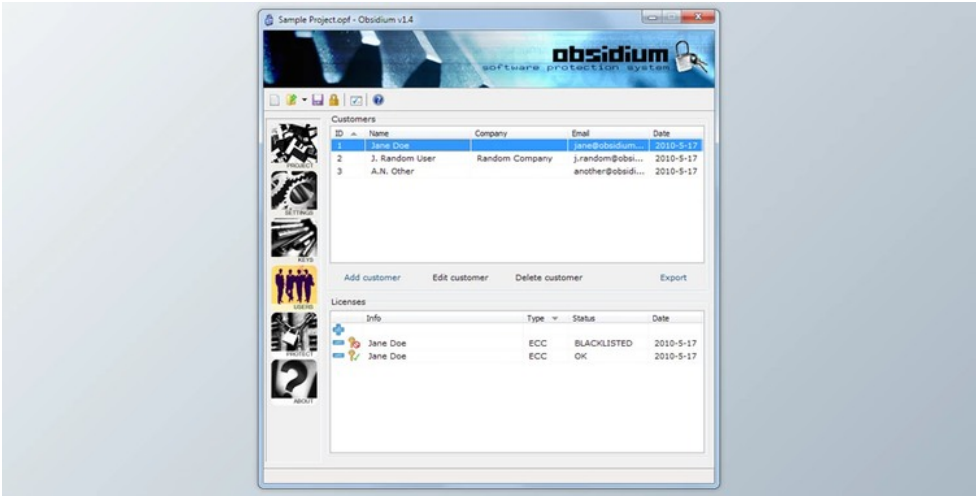 Sample Project.opf - Obsidium v1.4
obsidium
software protection system
Customers
ID Name Company Email Date
1 Jane Doe jane@obsidium... 2010-5-17
2 J. Random User Random Company j.random@obsi... 2010-5-17
3 A.N. Other another@obsidi... 2010-5-17
PROJECT
SETTINGS
KEYS
USERS
PROTECT
ABOUT
Add customer Edit customer Delete customer Export
Licenses
Info Type Status Date
Jane Doe ECC BLACKLISTED 2010-5-17
Jane Doe ECC OK 2010-5-17